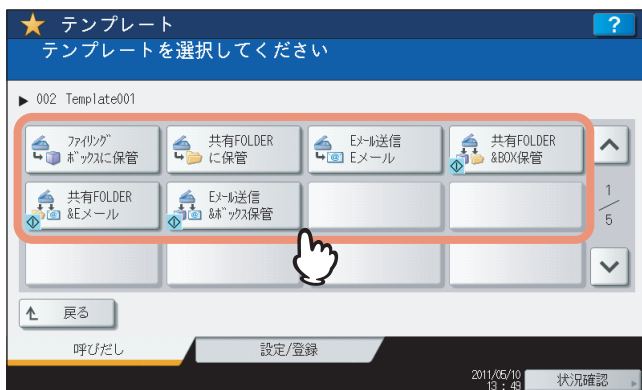 テンプレート
?
テンプレートを選択してください
002 Template001
ﾌｧｲﾘﾝｸﾞ
ﾎﾞｯｸｽに保管
共有FOLDER
に保管
Eﾒｰﾙ送信
Eメール
共有FOLDER
&BOX保管
共有FOLDER
&Eメール
Eﾒｰﾙ送信
&ﾎﾞｯｸｽ保管
1
5
戻る
呼びだし
設定/登録
2011/05/10
13：49
状況確認